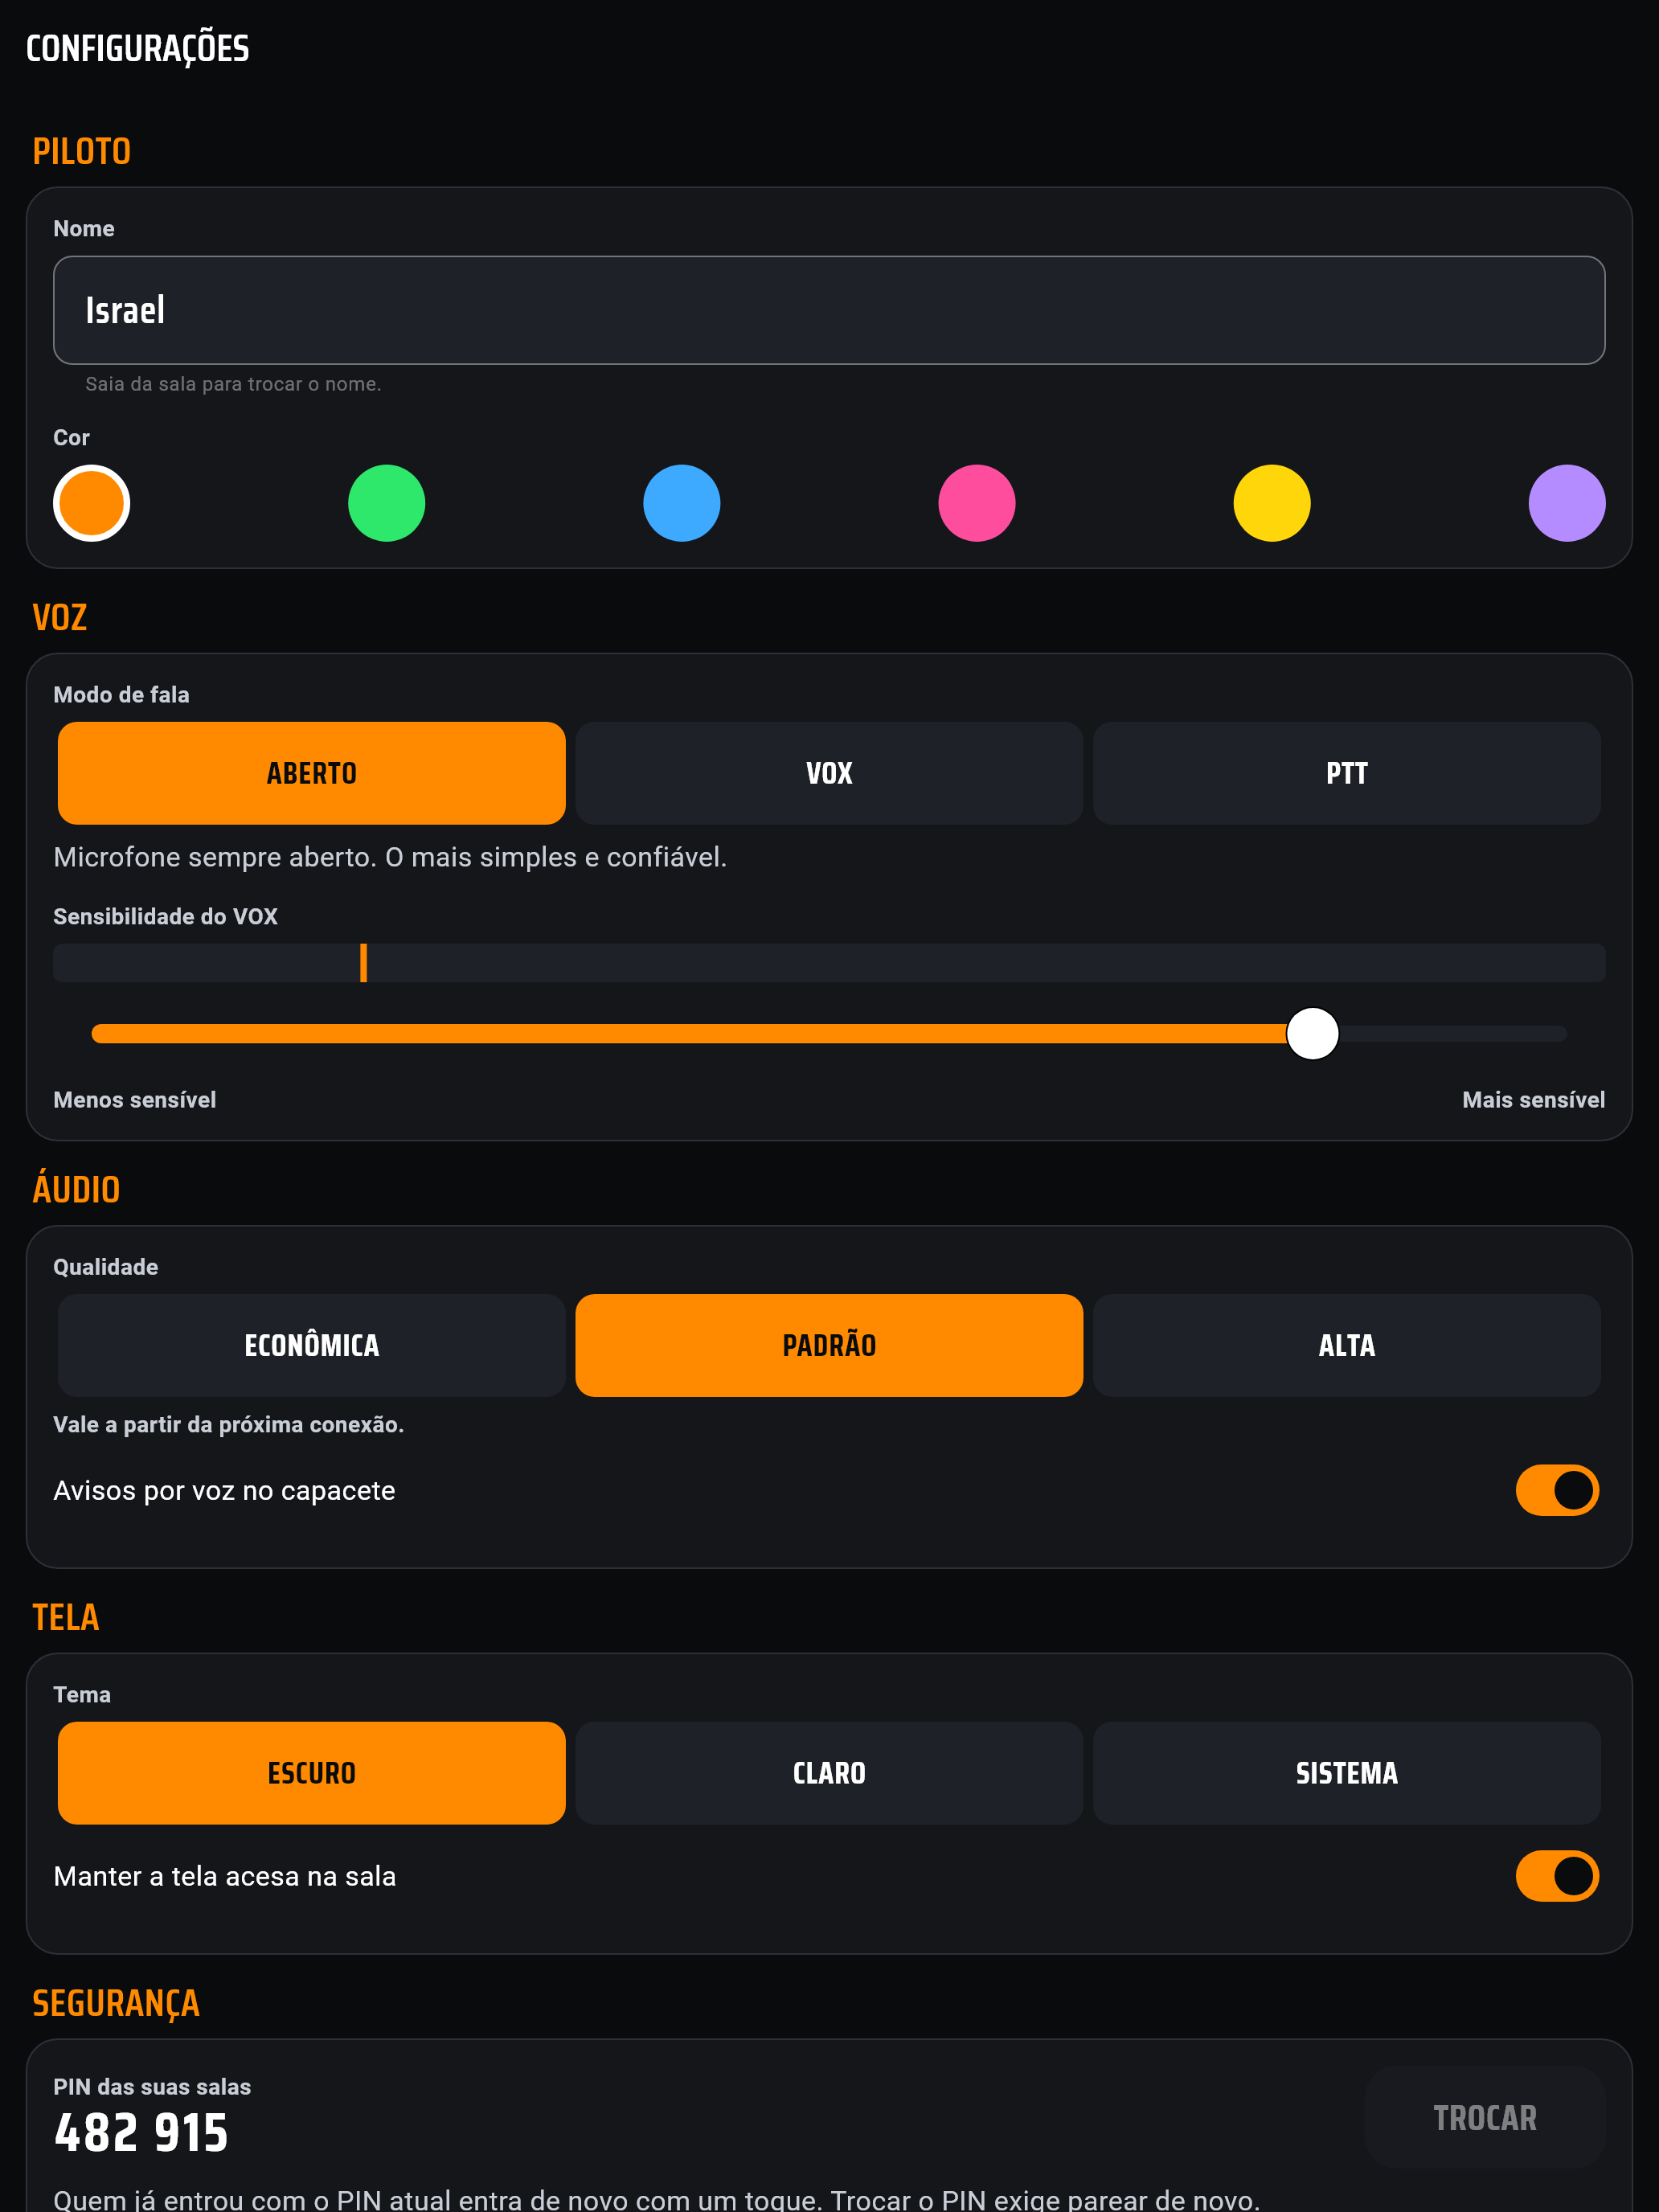 CONFIGURAÇÕES
PILOTO
Nome
Israel
Saia da sala para trocar o nome.
Cor
VOZ
Modo de fala
ABERTO VOX PTT
Microfone sempre aberto. O mais simples e confiável.
Sensibilidade do VOX
Menos sensível Mais sensível
ÁUDIO
Qualidade
ECONÔMICA PADRÃO ALTA
Vale a partir da próxima conexão.
Avisos por voz no capacete
TELA
Tema
ESCURO CLARO SISTEMA
Manter a tela acesa na sala
SEGURANÇA
PIN das suas salas
482 915
TROCAR
Quem já entrou com o PIN atual entra de novo com um toque. Trocar o PIN exige parear de novo.